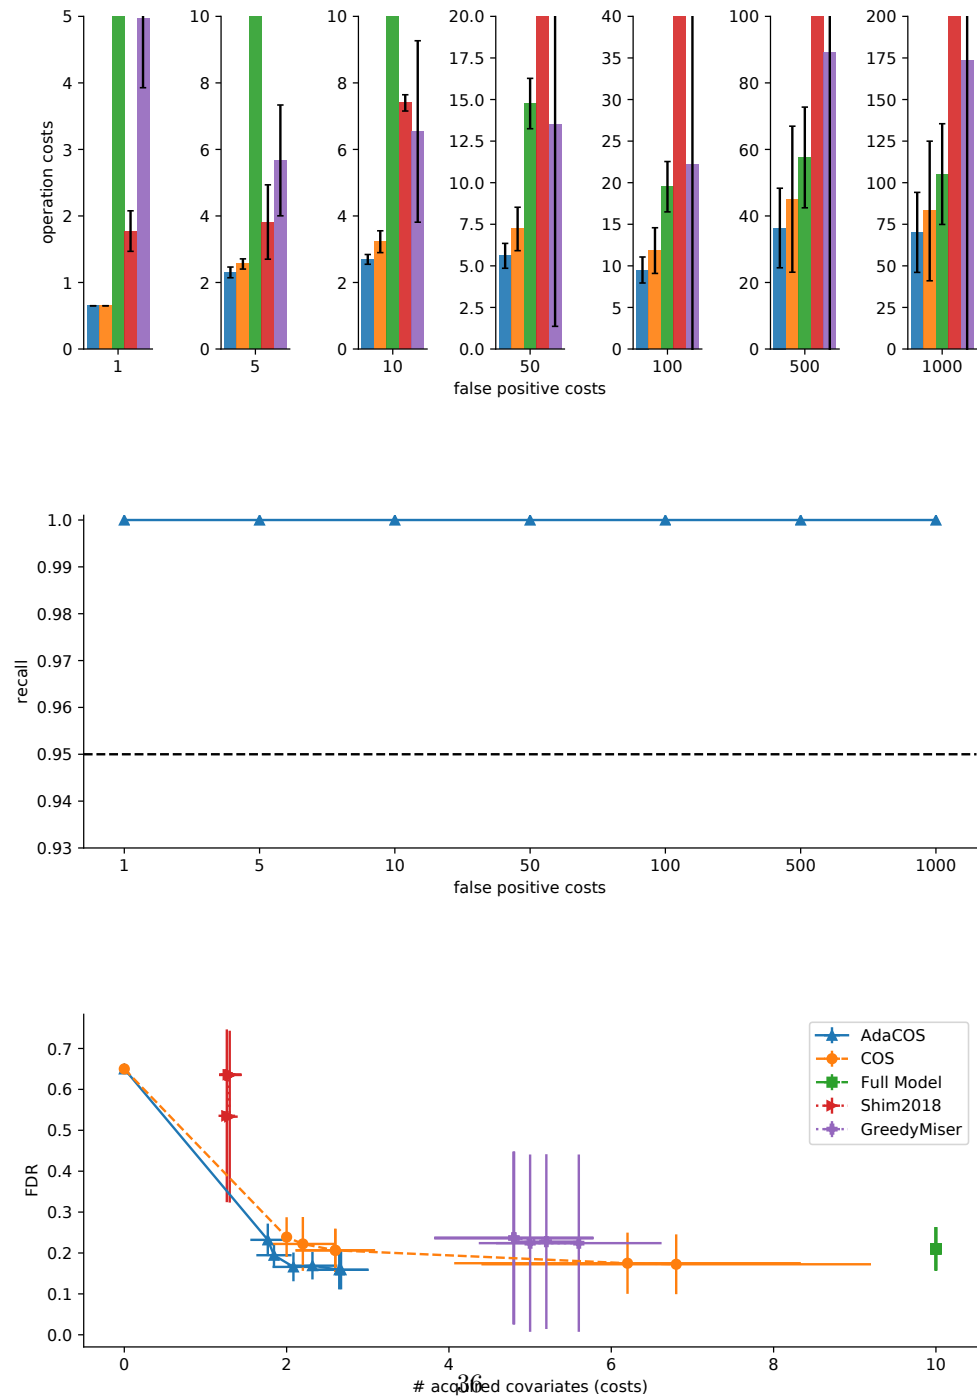 5 10 10 20.0 40 100 200
4 8 8 17.5 35 80 175
15.0 30 150
3 6 6 12.5 25 60 125
10.0 20 100
2 4 4 7.5 15 40 75
1 2 2 5.0 10 20 50
2.5 5 25
0 0 0 0.0 0 0 0
operation costs
1 5 10 50 100 500 1000
false positive costs
1.0
0.99
0.98
0.97
0.96
0.95
0.94
0.93
recall
1 5 10 50 100 500 1000
false positive costs
0.7
0.6
0.5
0.4
0.3
0.2
0.1
0.0
FDR
AdaCOS
COS
Full Model
Shim2018
GreedyMiser
0 2 4 6 8 10
# acquired covariates (costs)
36